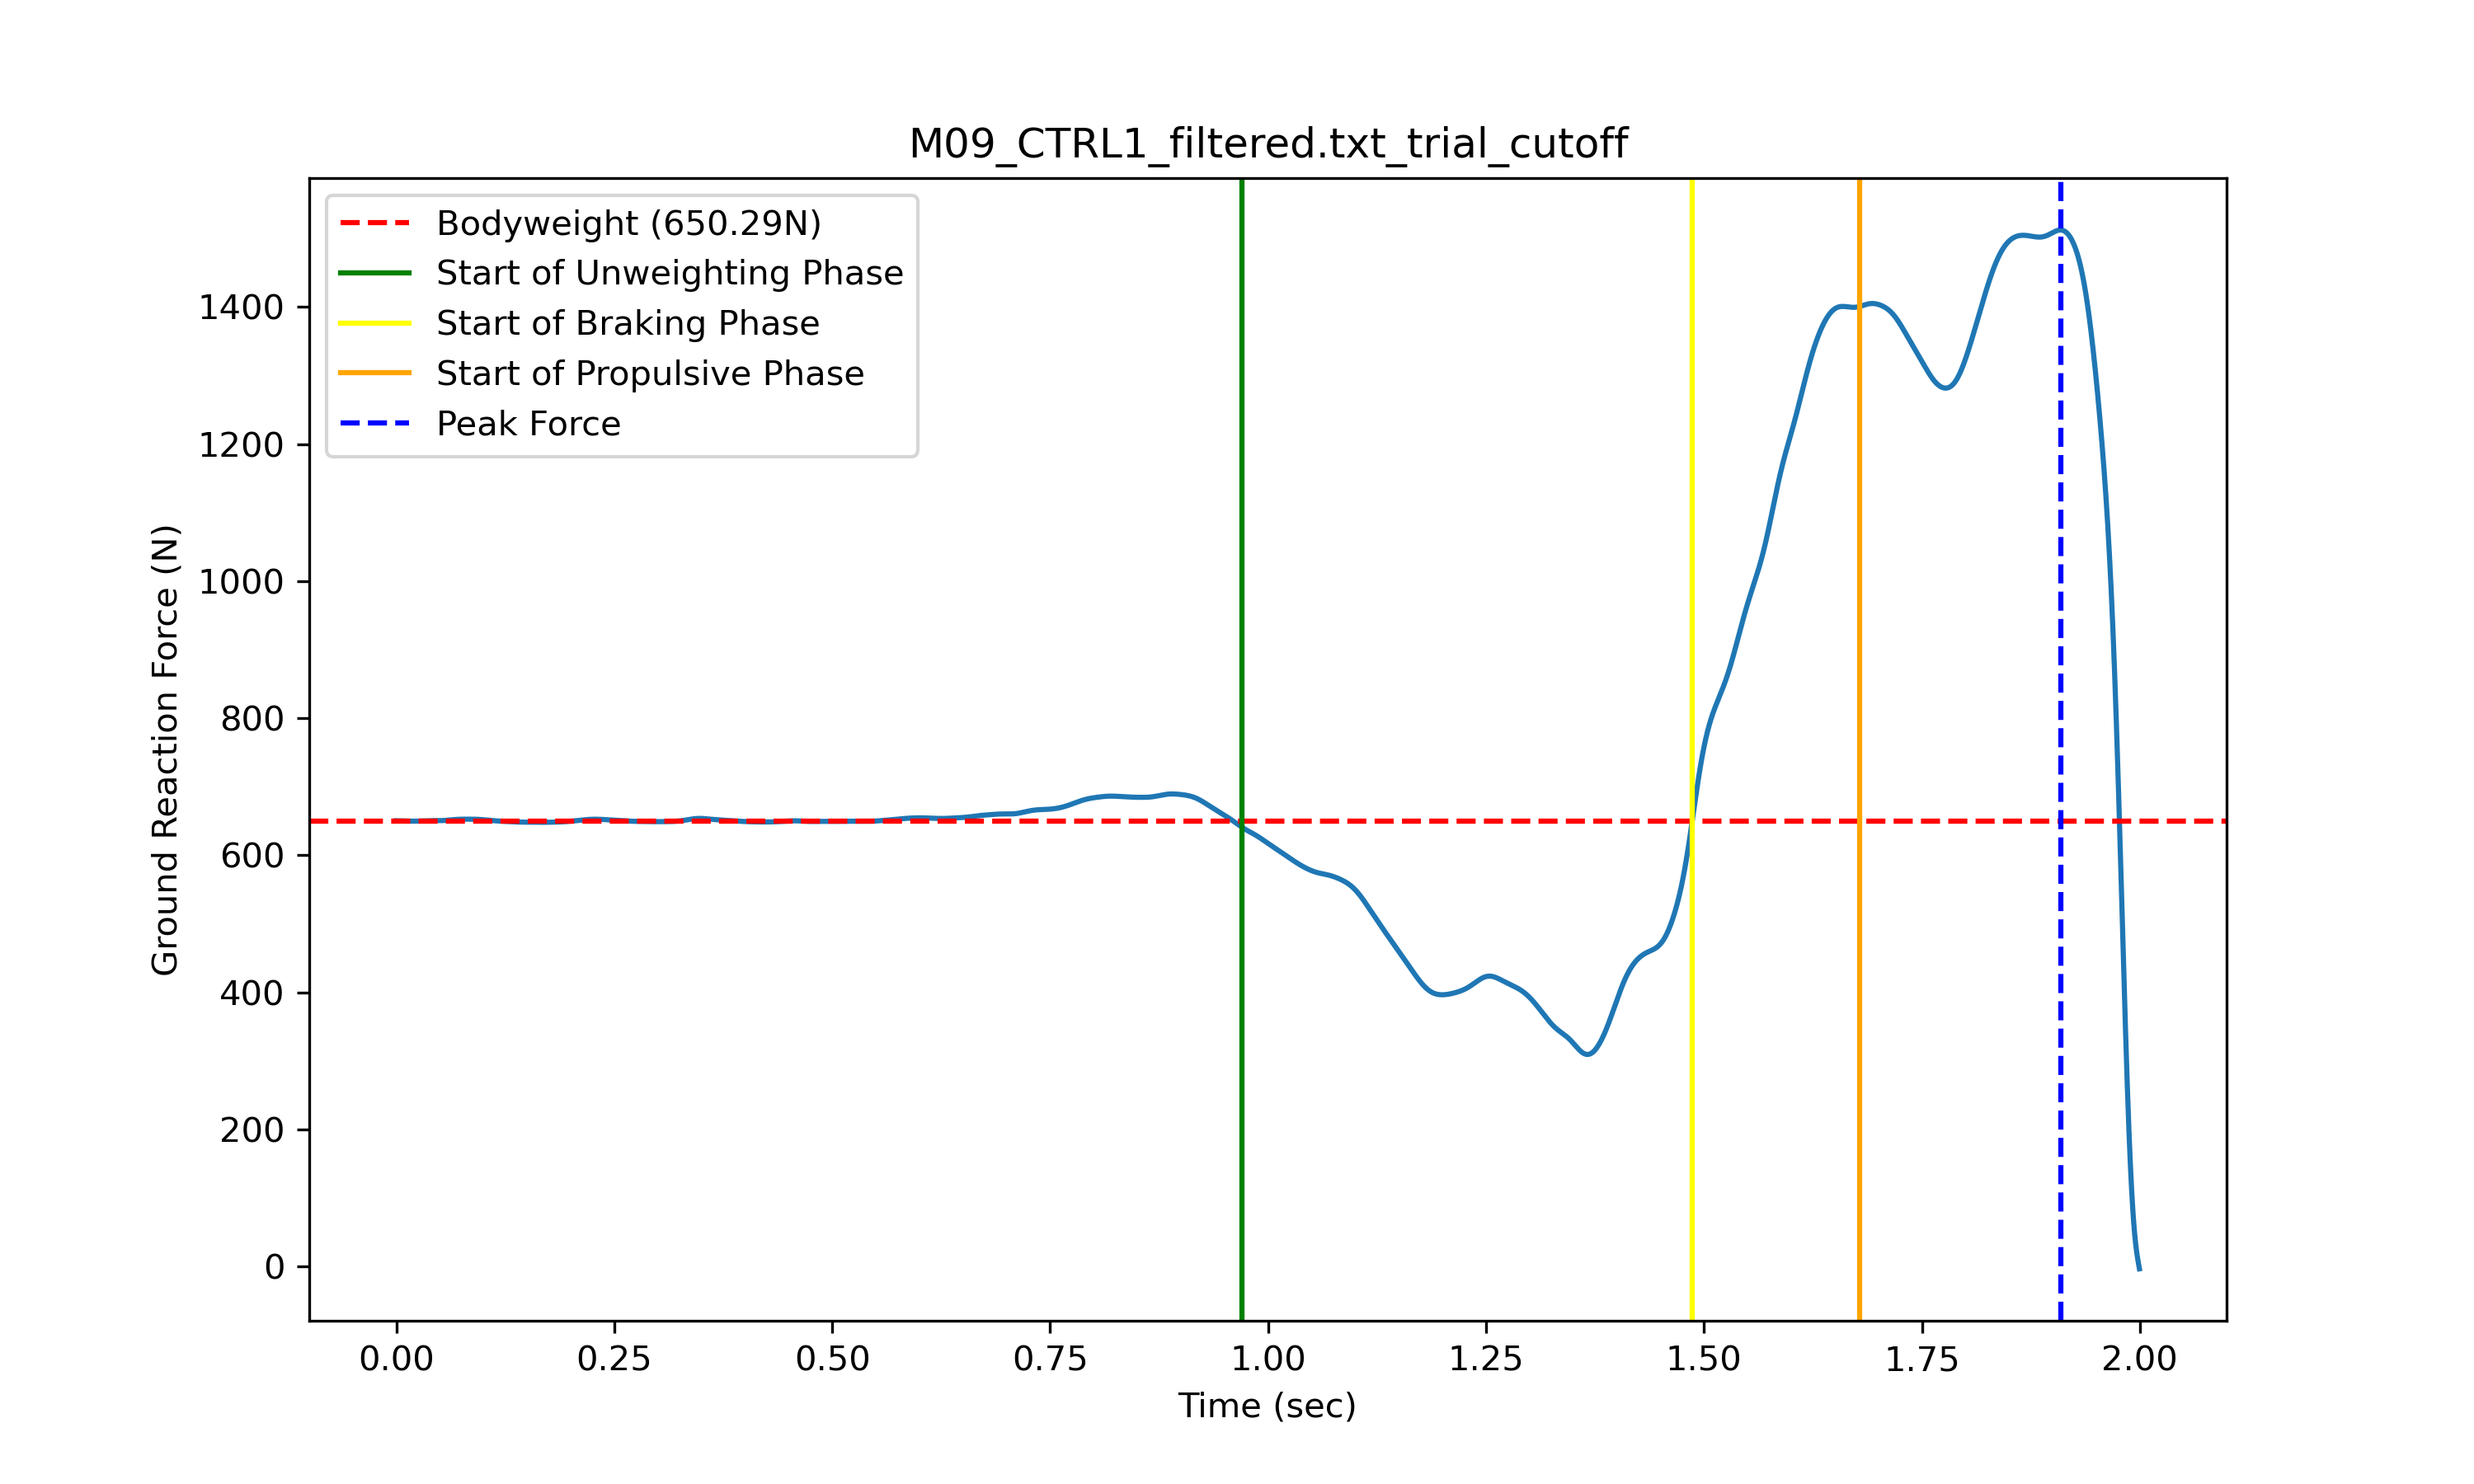 M09_CTRL1_filtered.txt_trial_cutoff
Bodyweight (650.29N)
Start of Unweighting Phase
Start of Braking Phase
Start of Propulsive Phase
Peak Force
Ground Reaction Force (N)
1400
1200
1000
800
600
400
200
0
0.00 0.25 0.50 0.75 1.00 1.25 1.50 1.75 2.00
Time (sec)